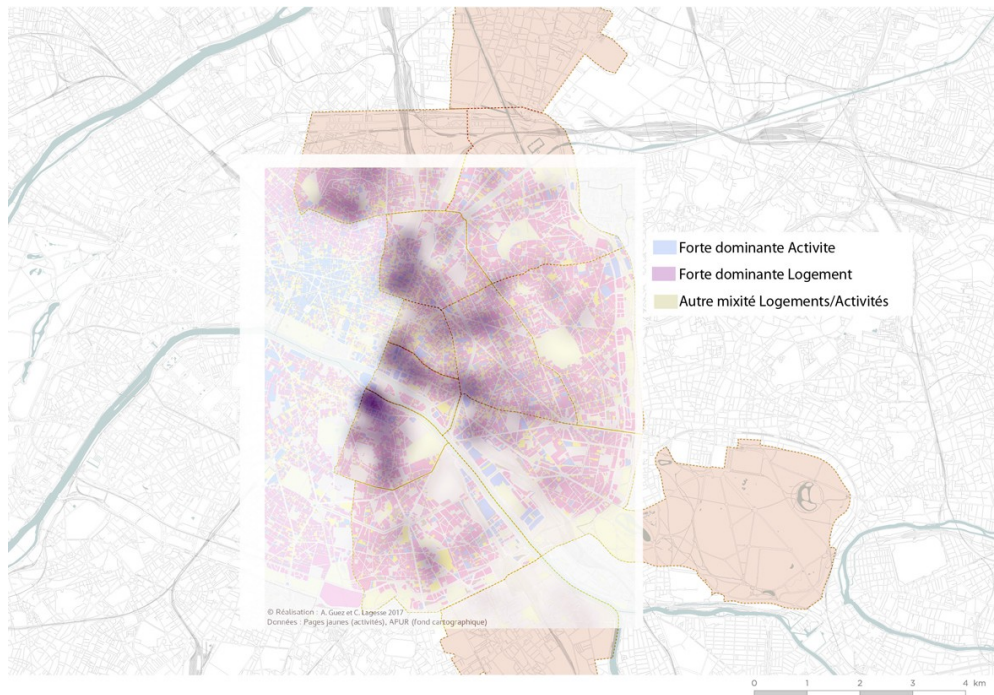 Forte dominante Activite
Forte dominante Logement
Autre mixité Logements/Activités
© Réalisation : A. Guez et C. Lagesse 2017
Données : Pages jaunes (activités), APUR (fond cartographique)
0 1 2 3 4 km